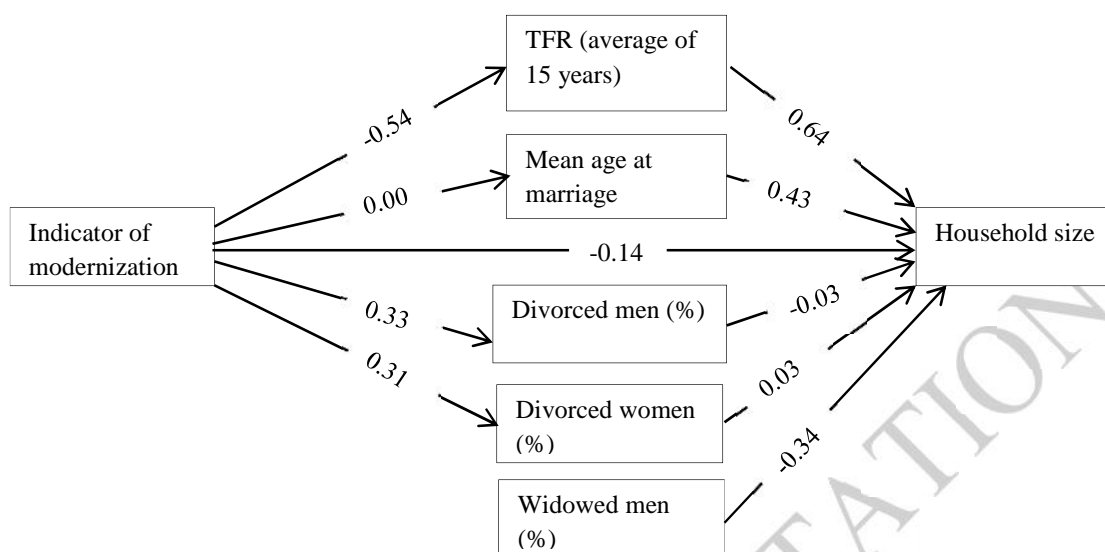 TFR (average of
15 years)
-0.54
0.64
Mean age at
marriage
0.00
0.43
Indicator of
modernization
Household size
-0.14
Divorced men (%)
0.33
-0.03
0.31
Divorced women
(%)
0.03
Widowed men
(%)
-0.34
TATION